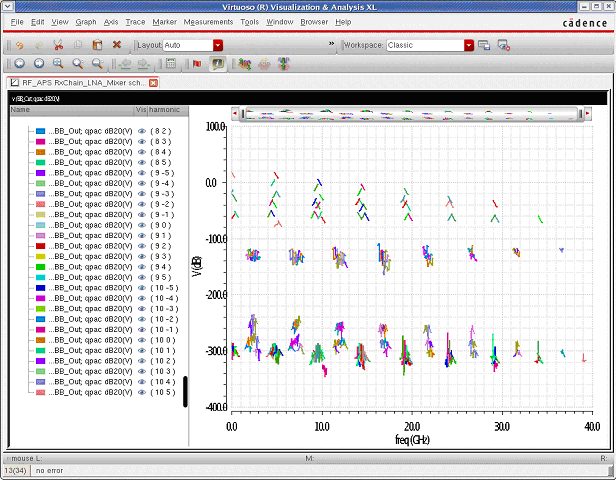 Virtuoso (R) Visualization & Analysis XL
File Edit View Graph Axis Trace Marker Measurements Tools Window Browser Help
cādence
Layout: Auto
» Workspace: Classic
RF_APS RxChain_LNA_Mixer sch...
v /BB_Out; qpac dB20(V)
Name Vis harmonic
...BB_Out; qpac dB20(V) ( 8 2 )
...BB_Out; qpac dB20(V) ( 8 3 )
...BB_Out; qpac dB20(V) ( 8 4 )
...BB_Out; qpac dB20(V) ( 8 5 )
...BB_Out; qpac dB20(V) ( 9 -5 )
...BB_Out; qpac dB20(V) ( 9 -4 )
...BB_Out; qpac dB20(V) ( 9 -3 )
...BB_Out; qpac dB20(V) ( 9 -2 )
...BB_Out; qpac dB20(V) ( 9 -1 )
...BB_Out; qpac dB20(V) ( 9 0 )
...BB_Out; qpac dB20(V) ( 9 1 )
...BB_Out; qpac dB20(V) ( 9 2 )
...BB_Out; qpac dB20(V) ( 9 3 )
...BB_Out; qpac dB20(V) ( 9 4 )
...BB_Out; qpac dB20(V) ( 9 5 )
...BB_Out; qpac dB20(V) ( 10 -5 )
...BB_Out; qpac dB20(V) ( 10 -4 )
...BB_Out; qpac dB20(V) ( 10 -3 )
...BB_Out; qpac dB20(V) ( 10 -2 )
...BB_Out; qpac dB20(V) ( 10 -1 )
...BB_Out; qpac dB20(V) ( 10 0 )
...BB_Out; qpac dB20(V) ( 10 1 )
...BB_Out; qpac dB20(V) ( 10 2 )
...BB_Out; qpac dB20(V) ( 10 3 )
...BB_Out; qpac dB20(V) ( 10 4 )
...BB_Out; qpac dB20(V) ( 10 5 )
100.0
0.0
-100.0
V (dB)
-200.0
-300.0
-400.0
0.0 10.0 20.0 30.0 40.0
freq (GHz)
mouse L: M: R:
13(34) no error